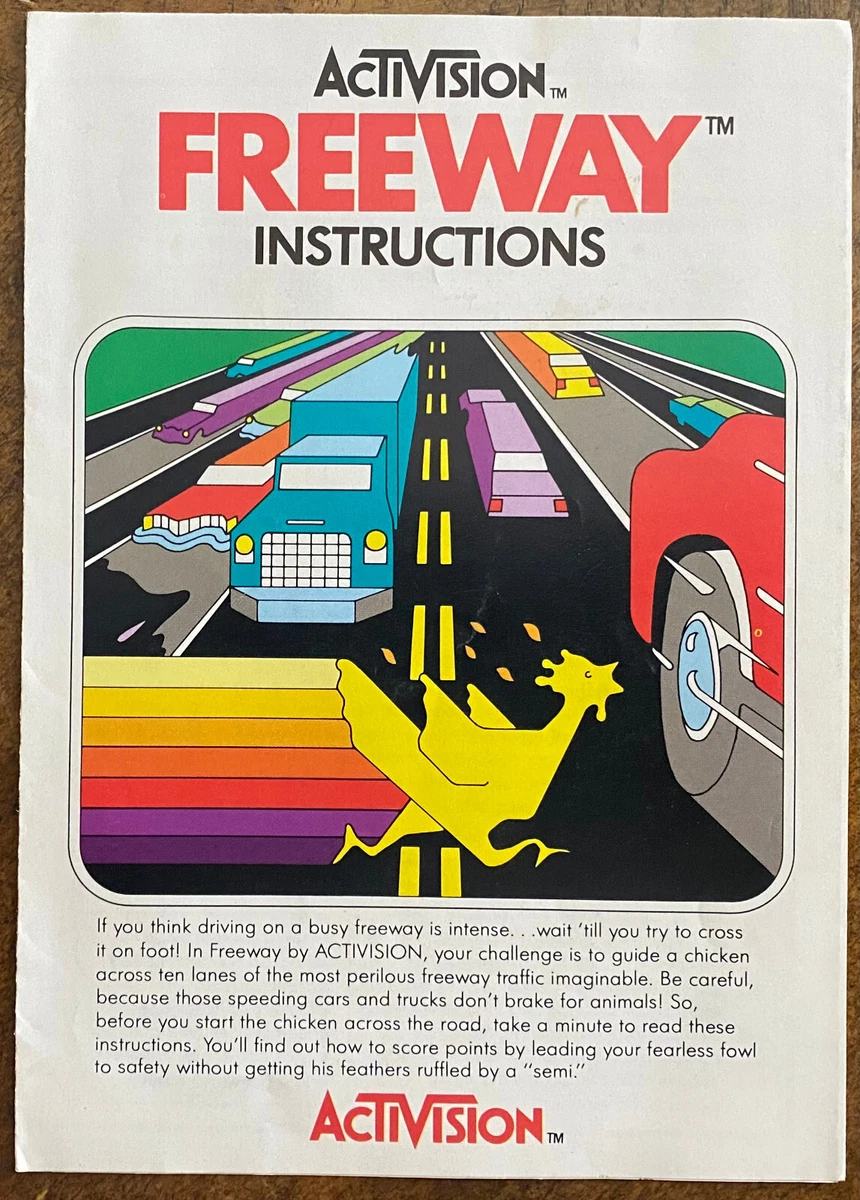 ACTIVISION™
FREEWAY™
INSTRUCTIONS
If you think driving on a busy freeway is intense. . .wait ’till you try to cross
it on foot! In Freeway by ACTIVISION, your challenge is to guide a chicken
across ten lanes of the most perilous freeway traffic imaginable. Be careful,
because those speeding cars and trucks don’t brake for animals! So,
before you start the chicken across the road, take a minute to read these
instructions. You’ll find out how to score points by leading your fearless fowl
to safety without getting his feathers ruffled by a “semi.”
ACTIVISION™